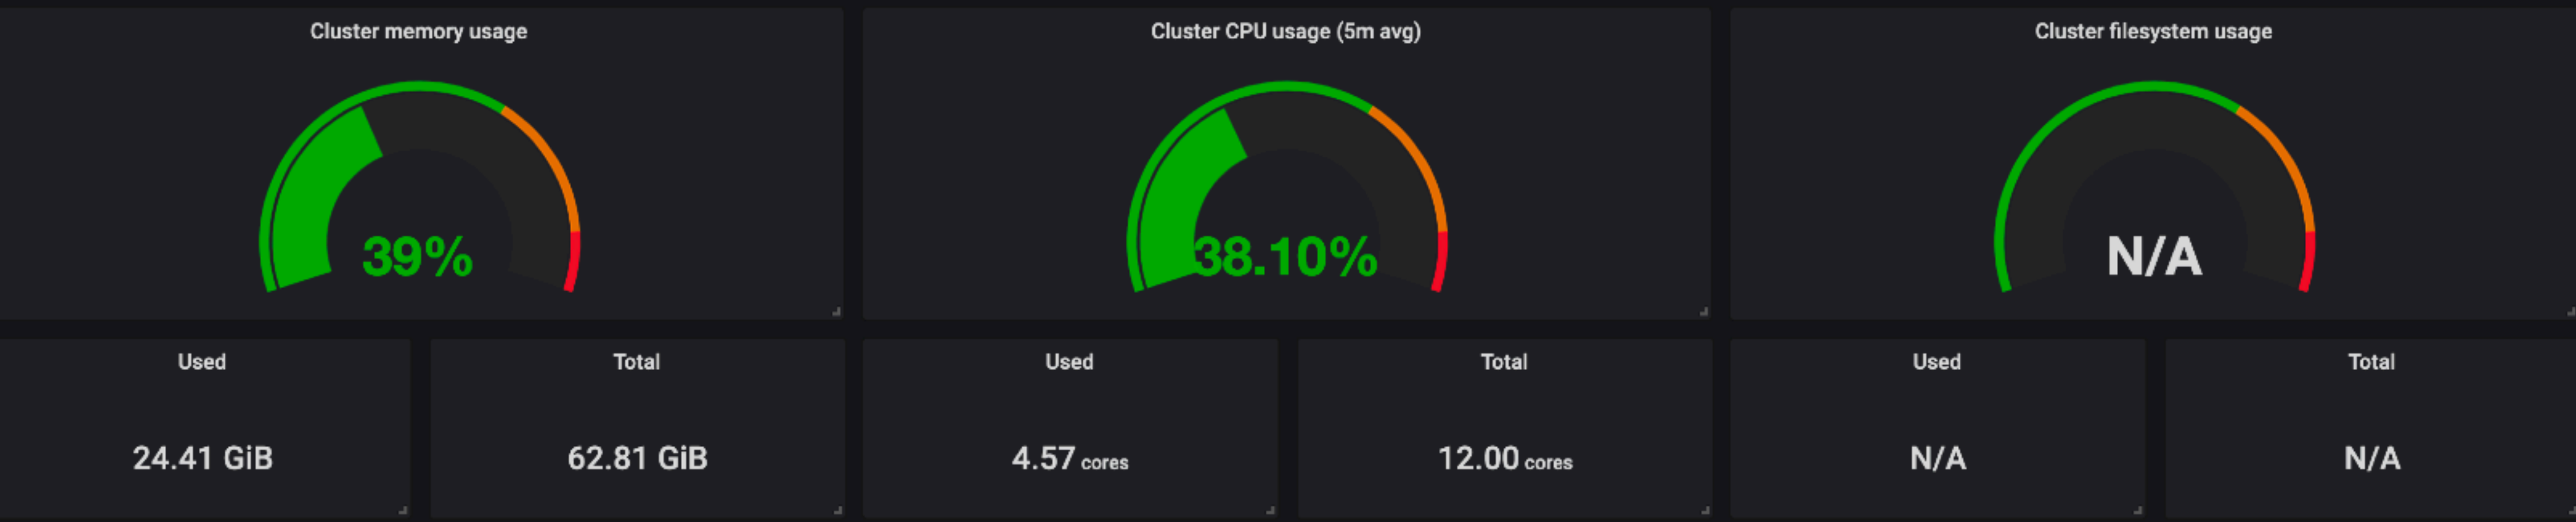 Cluster memory usage
39%
Cluster CPU usage (5m avg)
38.10%
Cluster filesystem usage
N/A
Used
24.41 GiB
Total
62.81 GiB
Used
4.57 cores
Total
12.00 cores
Used
N/A
Total
N/A